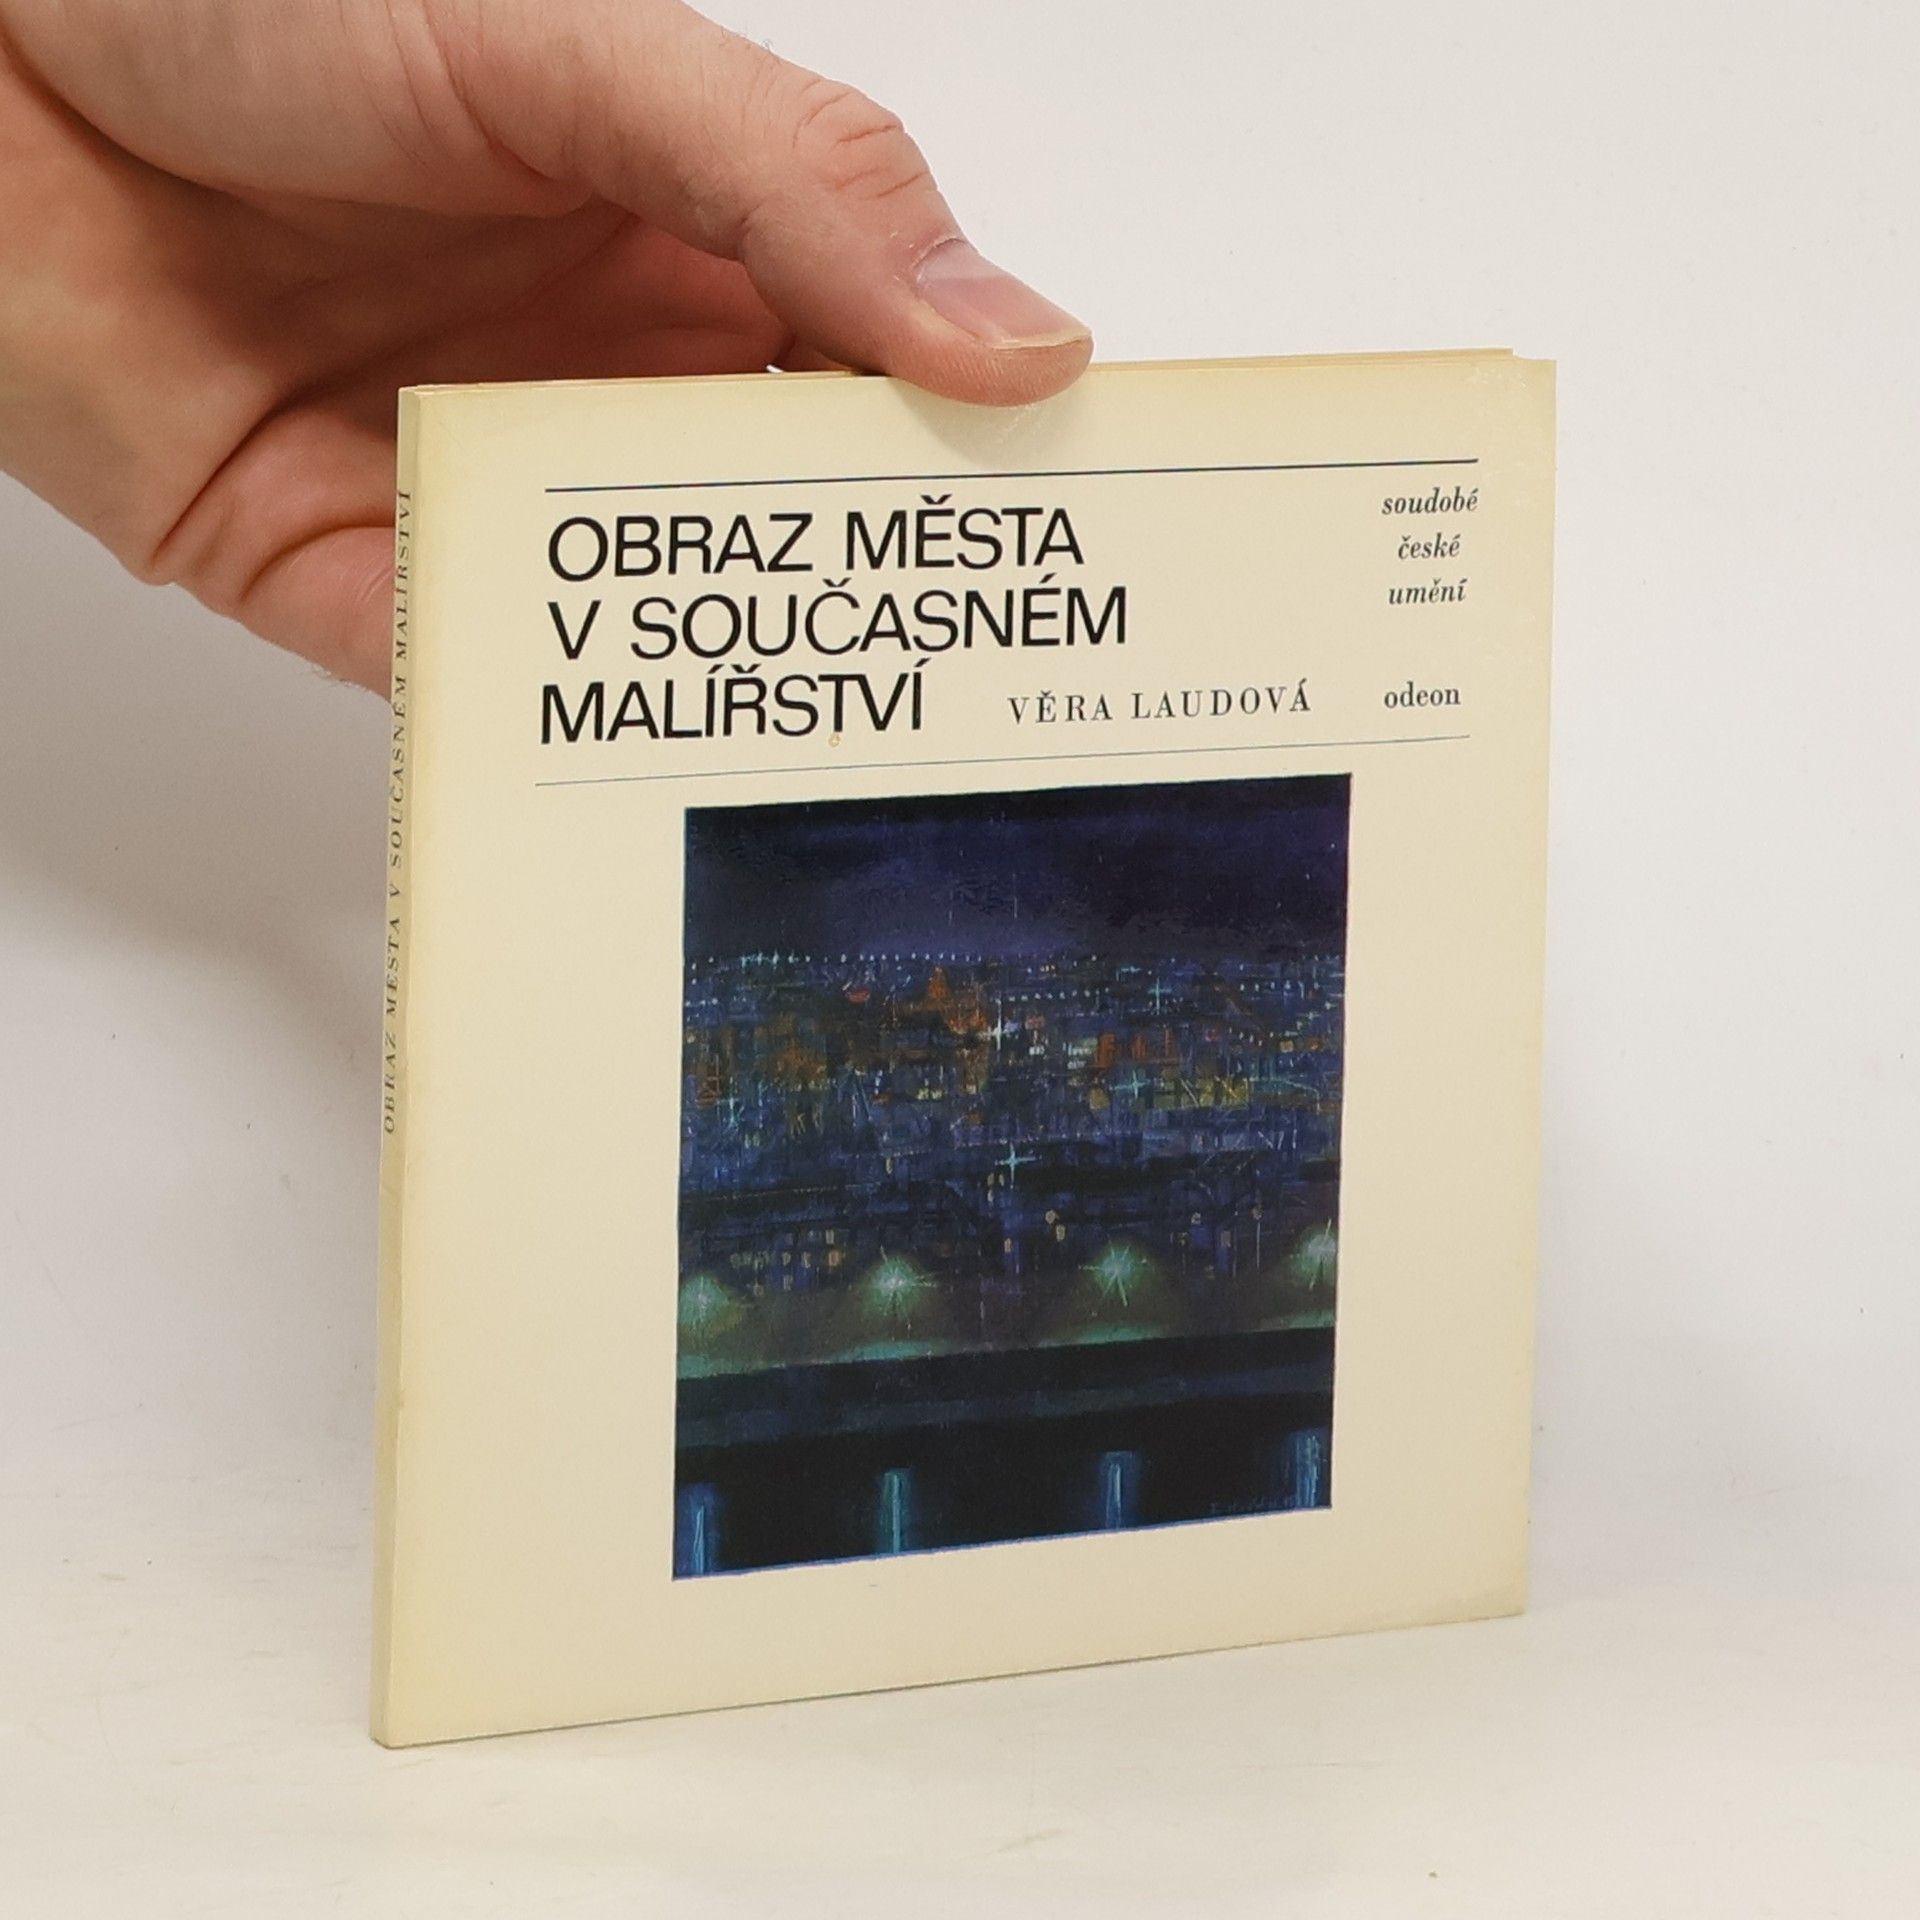 OBRAZ MĚSTA
V SOUČASNÉM
MALÍŘSTVÍ
VĚRA LAUDOVÁ
soudobé
české
umění
odeon
OBRAZ MĚSTA V SOUČASNÉM MALÍŘSTVÍ